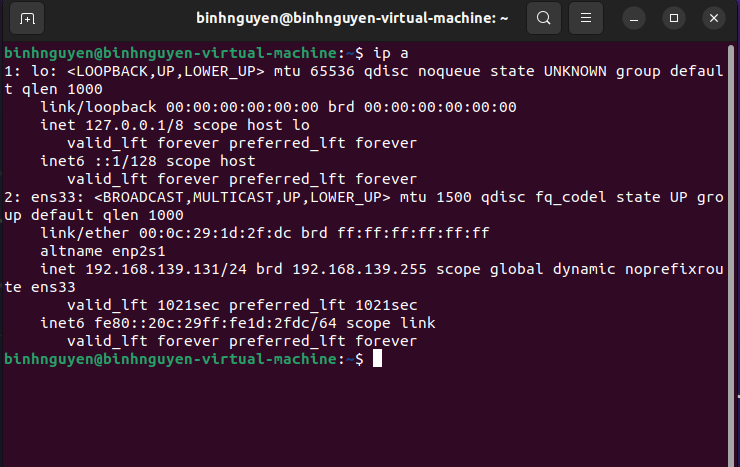 binhnguyen@binhnguyen-virtual-machine: ~
binhnguyen@binhnguyen-virtual-machine:~$ ip a
1: lo: <LOOPBACK,UP,LOWER_UP> mtu 65536 qdisc noqueue state UNKNOWN group defaul
t qlen 1000
    link/loopback 00:00:00:00:00:00 brd 00:00:00:00:00:00
    inet 127.0.0.1/8 scope host lo
       valid_lft forever preferred_lft forever
    inet6 ::1/128 scope host
       valid_lft forever preferred_lft forever
2: ens33: <BROADCAST,MULTICAST,UP,LOWER_UP> mtu 1500 qdisc fq_codel state UP gro
up default qlen 1000
    link/ether 00:0c:29:1d:2f:dc brd ff:ff:ff:ff:ff:ff
    altname enp2s1
    inet 192.168.139.131/24 brd 192.168.139.255 scope global dynamic noprefixrou
te ens33
       valid_lft 1021sec preferred_lft 1021sec
    inet6 fe80::20c:29ff:fe1d:2fdc/64 scope link
       valid_lft forever preferred_lft forever
binhnguyen@binhnguyen-virtual-machine:~$